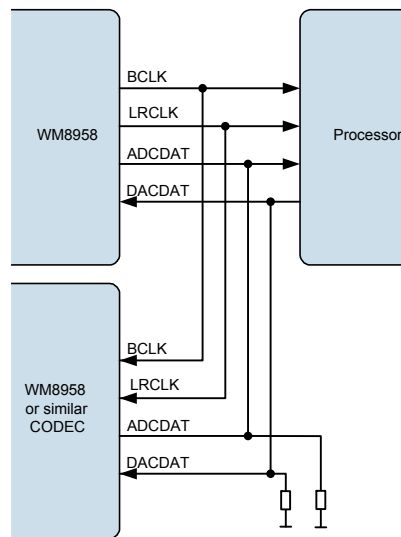 BCLK
LRCLK
WM8958
Processor
ADCDAT
DACDAT
BCLK
WM8958
or similar
CODEC
LRCLK
ADCDAT
DACDAT